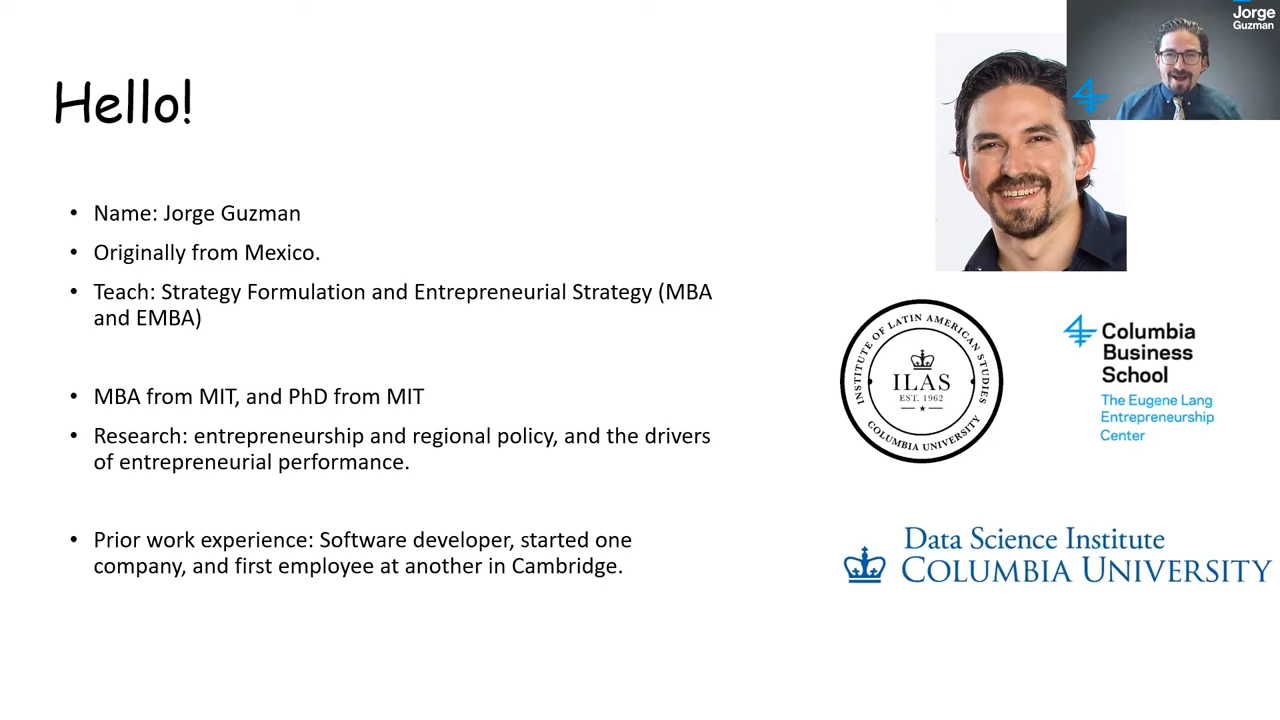 Jorge
Guzman
Hello!
• Name: Jorge Guzman
• Originally from Mexico.
• Teach: Strategy Formulation and Entrepreneurial Strategy (MBA
and EMBA)
• MBA from MIT, and PhD from MIT
• Research: entrepreneurship and regional policy, and the drivers
of entrepreneurial performance.
• Prior work experience: Software developer, started one
company, and first employee at another in Cambridge.
INSTITUTE OF LATIN AMERICAN STUDIES
ILAS
EST. 1962
COLUMBIA UNIVERSITY
Columbia
Business
School
The Eugene Lang
Entrepreneurship
Center
Data Science Institute
COLUMBIA UNIVERSITY